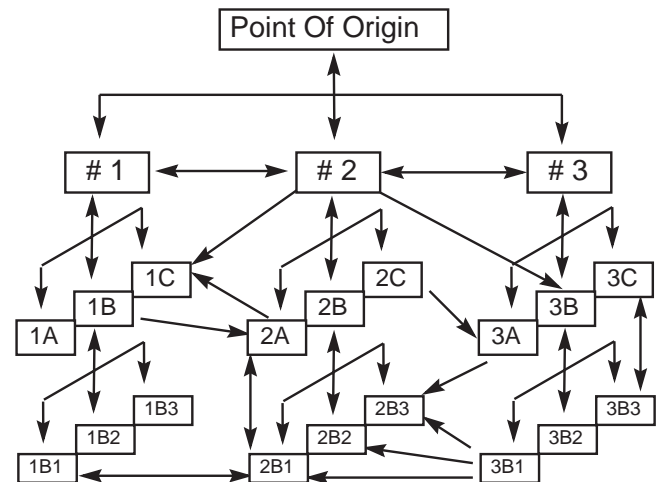 Point Of Origin
# 1
# 2
# 3
1C
2C
3C
1B
2B
3B
1A
2A
3A
1B3
2B3
3B3
1B2
2B2
3B2
1B1
2B1
3B1